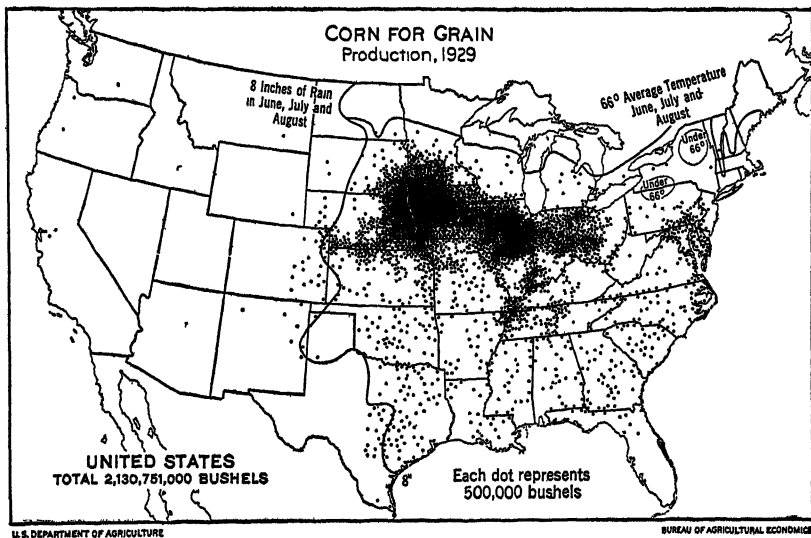 CORN FOR GRAIN
Production, 1929
8 Inches of Rain
in June, July and
August
66° Average Temperature
June, July and
August
Under
66°
Under
66°
8"
UNITED STATES
TOTAL 2,130,751,000 BUSHELS
Each dot represents
500,000 bushels
U.S. DEPARTMENT OF AGRICULTURE
BUREAU OF AGRICULTURAL ECONOMICS